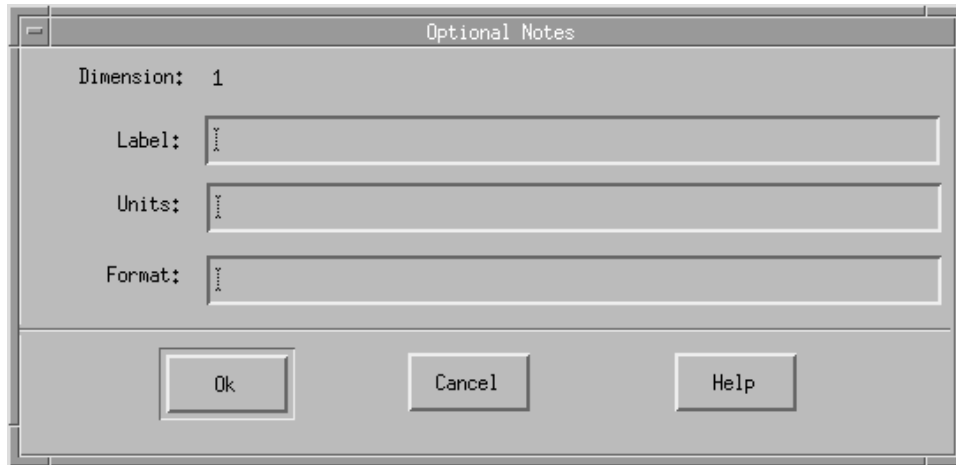 Optional Notes
Dimension: 1
Label:
Units:
Format:
Ok Cancel Help